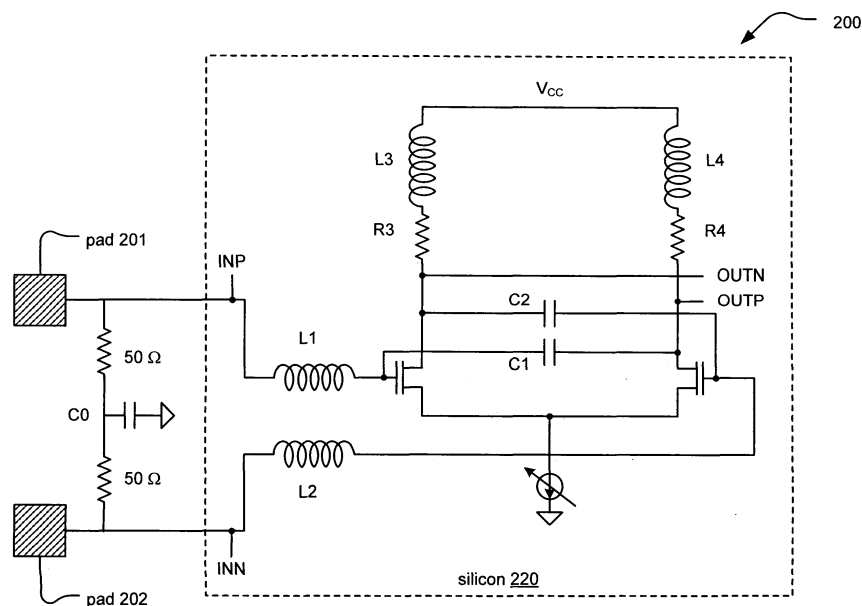 200
V_CC
L3
L4
R3
R4
pad 201
INP
OUTN
C2
OUTP
L1
50 Ω
C1
C0
50 Ω
L2
INN
silicon 220
pad 202